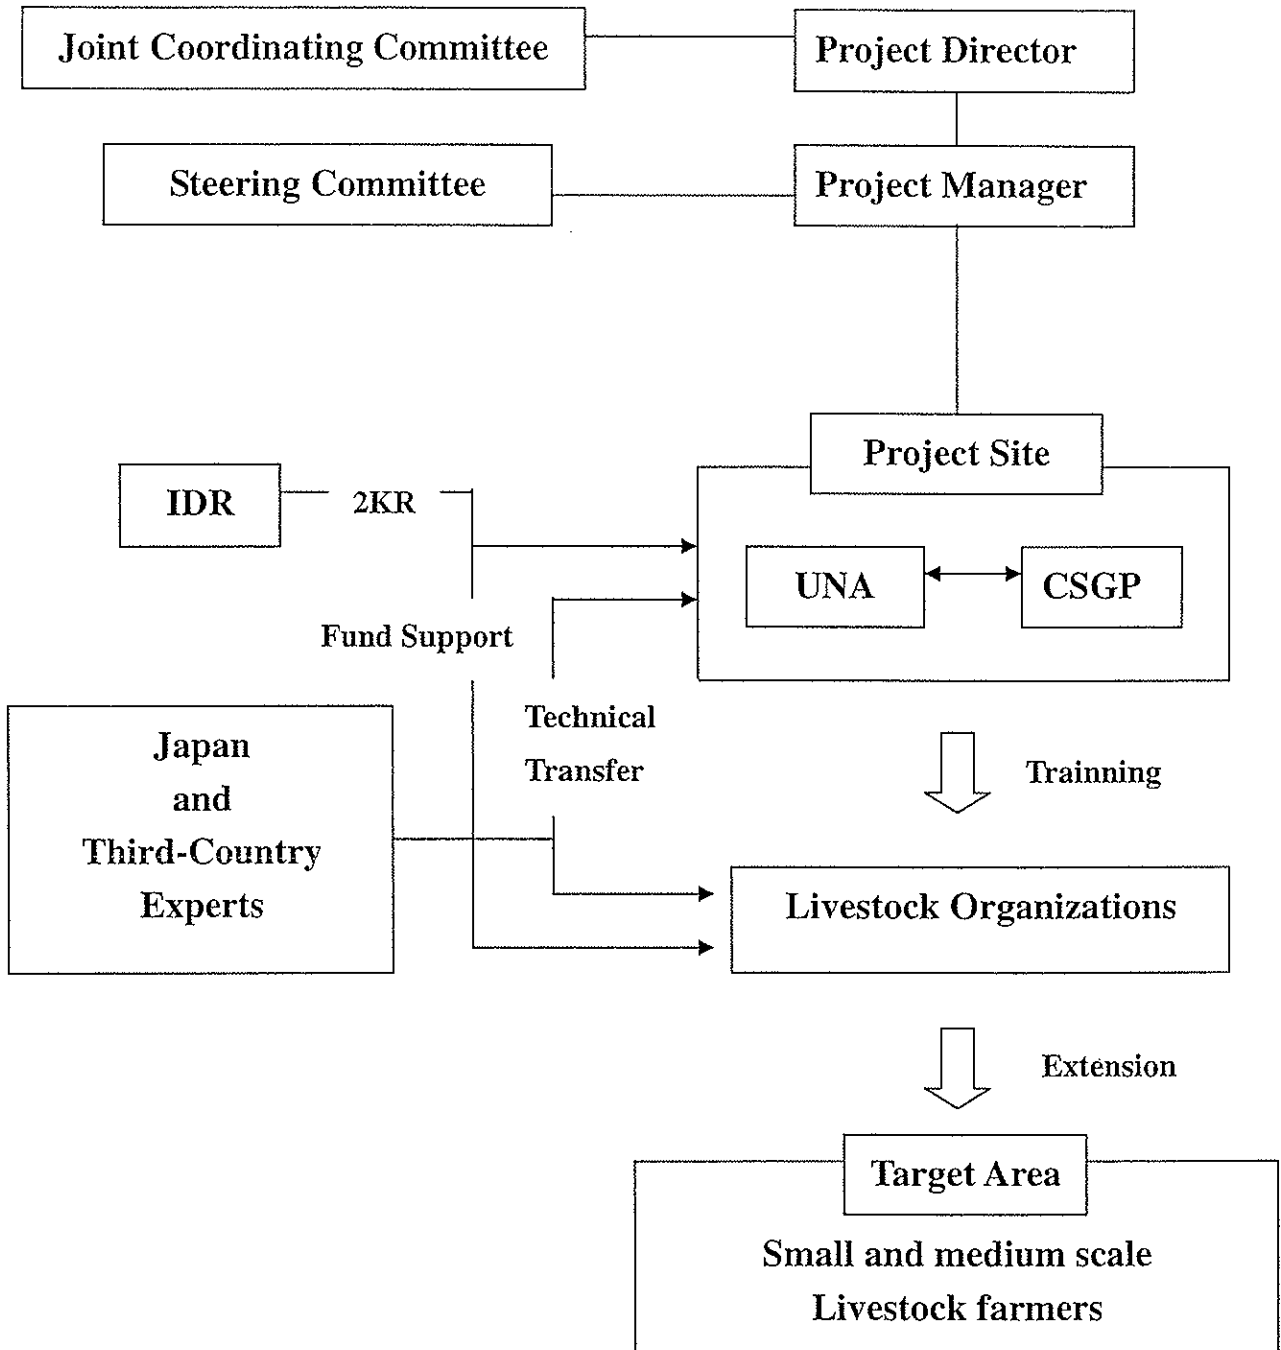 Joint Coordinating Committee
Project Director
Steering Committee
Project Manager
Project Site
IDR
2KR
UNA
CSGP
Fund Support
Technical
Transfer
Japan
and
Third-Country
Experts
Trainning
Livestock Organizations
Extension
Target Area
Small and medium scale
Livestock farmers